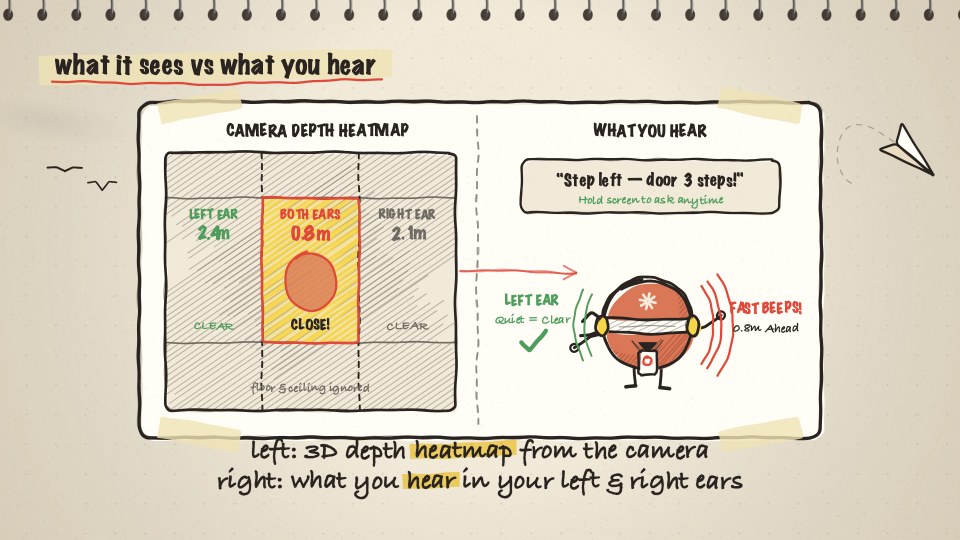 what it sees vs what you hear
CAMERA DEPTH HEATMAP
WHAT YOU HEAR
"Step left — door 3 steps!"
Hold screen to ask anytime
LEFT EAR
2.4m
BOTH EARS
0.8m
RIGHT EAR
2.1m
CLEAR
CLOSE!
CLEAR
floor & ceiling ignored
LEFT EAR
Quiet = Clear
FAST BEEPS!
0.8m Ahead
left: 3D depth heatmap from the camera
right: what you hear in your left & right ears